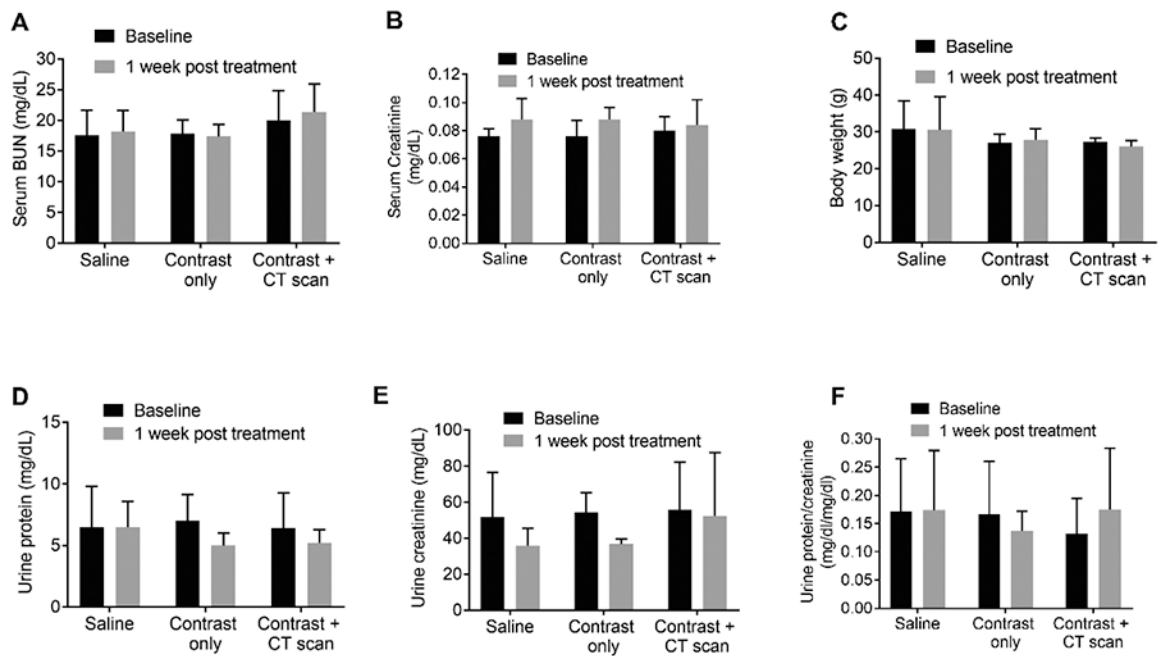 A
Baseline
1 week post treatment
Serum BUN (mg/dL)
30
25
20
15
10
5
0
Saline
Contrast only
Contrast + CT scan
B
Baseline
1 week post treatment
Serum Creatinine (mg/dL)
0.12
0.10
0.08
0.06
0.04
0.02
0.00
Saline
Contrast only
Contrast + CT scan
C
Baseline
1 week post treatment
Body weight (g)
50
40
30
20
10
0
Saline
Contrast only
Contrast + CT scan
D
Baseline
1 week post treatment
Urine protein (mg/dL)
15
10
5
0
Saline
Contrast only
Contrast + CT scan
E
Baseline
1 week post treatment
Urine creatinine (mg/dL)
100
80
60
40
20
0
Saline
Contrast only
Contrast + CT scan
F
Baseline
1 week post treatment
Urine protein/creatinine (mg/dl/mg/dl)
0.30
0.25
0.20
0.15
0.10
0.05
0.00
Saline
Contrast only
Contrast + CT scan